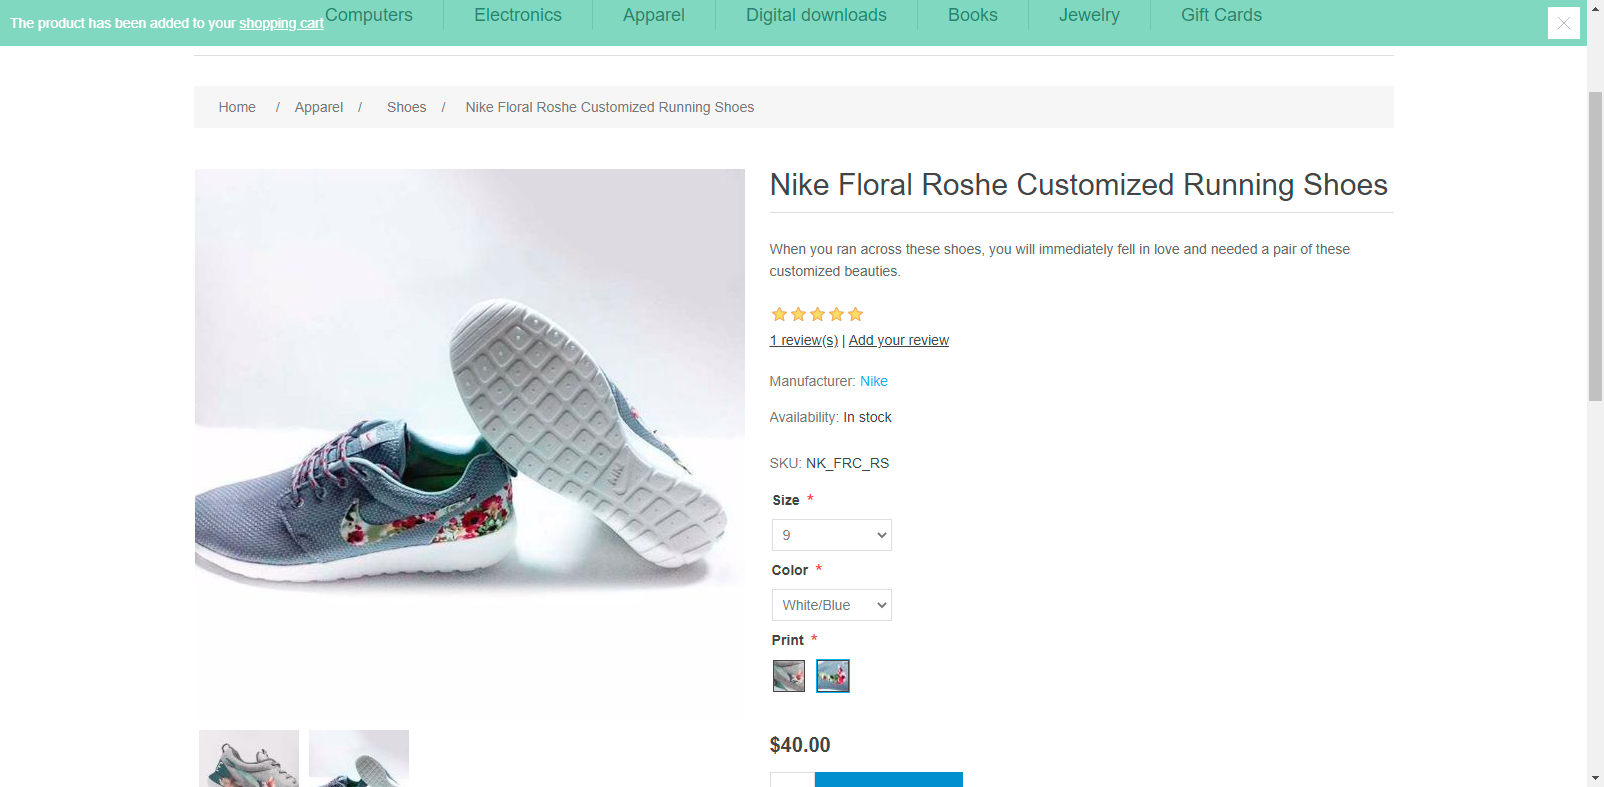 The product has been added to your shopping cart
Computers
Electronics
Apparel
Digital downloads
Books
Jewelry
Gift Cards
Home / Apparel / Shoes / Nike Floral Roshe Customized Running Shoes
Nike Floral Roshe Customized Running Shoes
When you ran across these shoes, you will immediately fell in love and needed a pair of these
customized beauties.
1 review(s) | Add your review
Manufacturer: Nike
Availability: In stock
SKU: NK_FRC_RS
Size *
9
Color *
White/Blue
Print *
$40.00